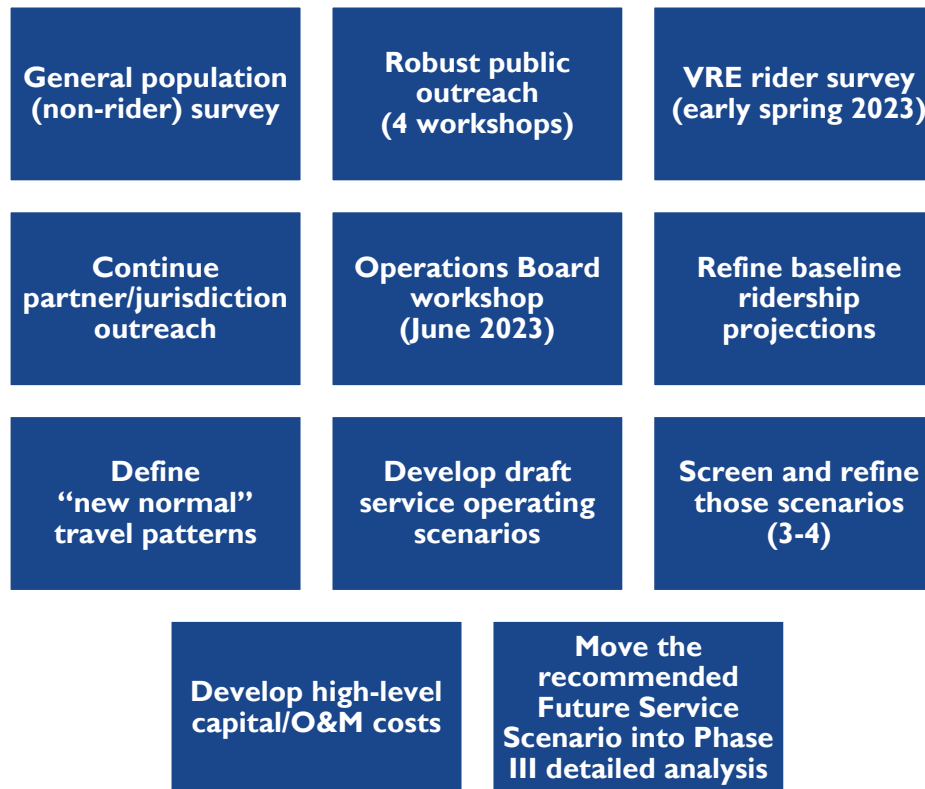 General population
(non-rider) survey
Robust public
outreach
(4 workshops)
VRE rider survey
(early spring 2023)
Continue
partner/jurisdiction
outreach
Operations Board
workshop
(June 2023)
Refine baseline
ridership
projections
Define
“new normal”
travel patterns
Develop draft
service operating
scenarios
Screen and refine
those scenarios
(3-4)
Develop high-level
capital/O&M costs
Move the
recommended
Future Service
Scenario into Phase
III detailed analysis